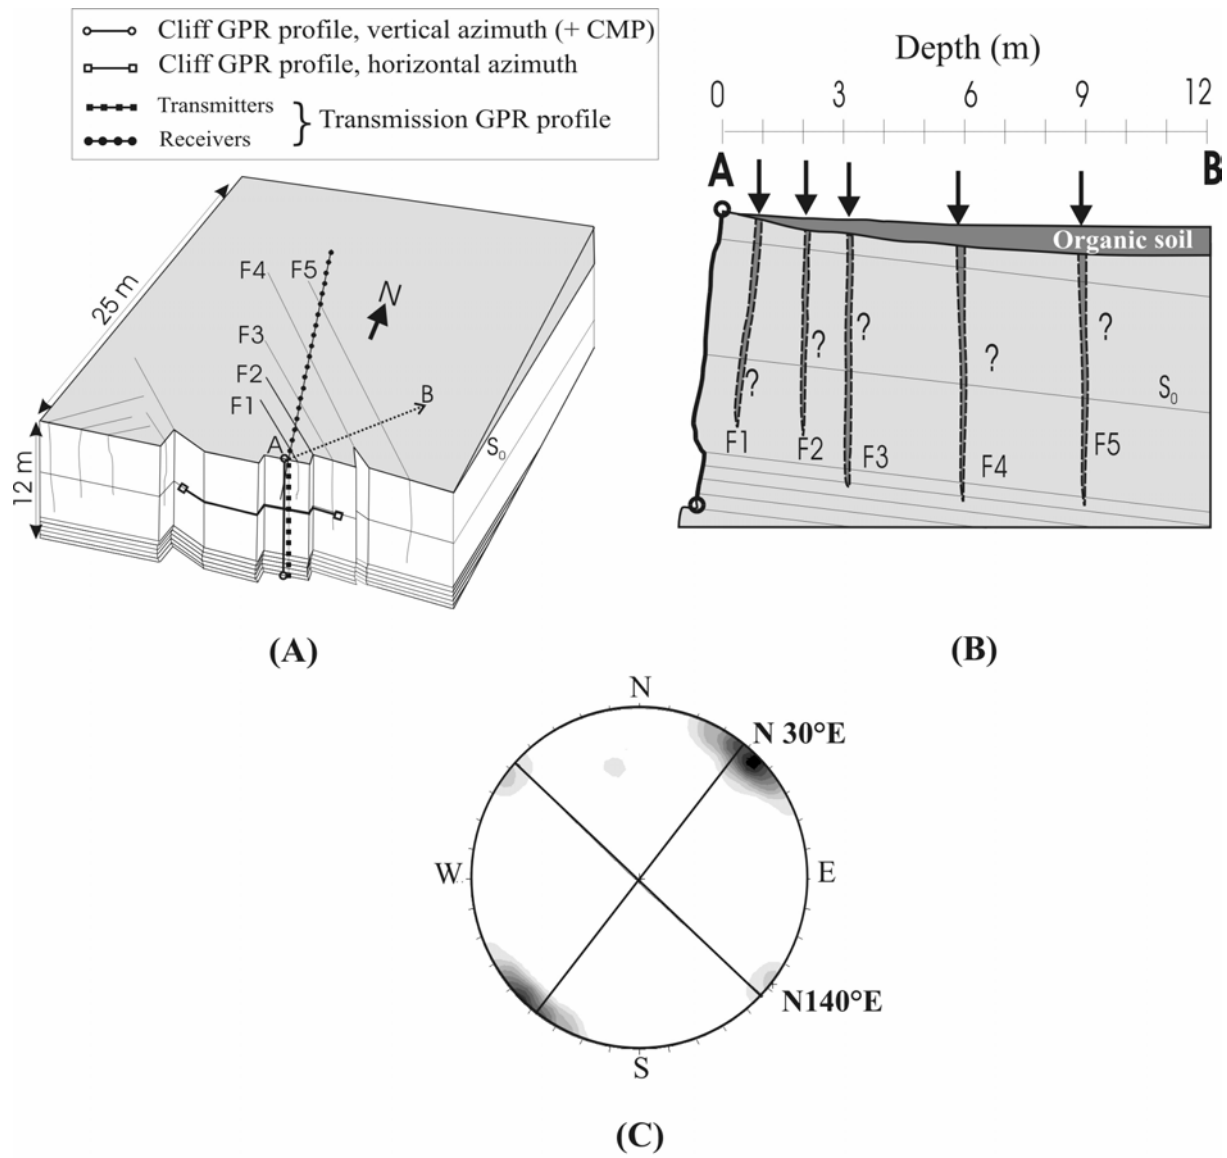 Cliff GPR profile, vertical azimuth (+ CMP)
Cliff GPR profile, horizontal azimuth
Transmitters
Receivers
Transmission GPR profile
25 m
12 m
F4 F5
N
F3
F2
F1
A
B
S₀
(A)
Depth (m)
0 3 6 9 12
A B
Organic soil
? ? ? ? ?
S₀
F1 F2 F3 F4 F5
(B)
N
N 30°E
W E
N140°E
S
(C)